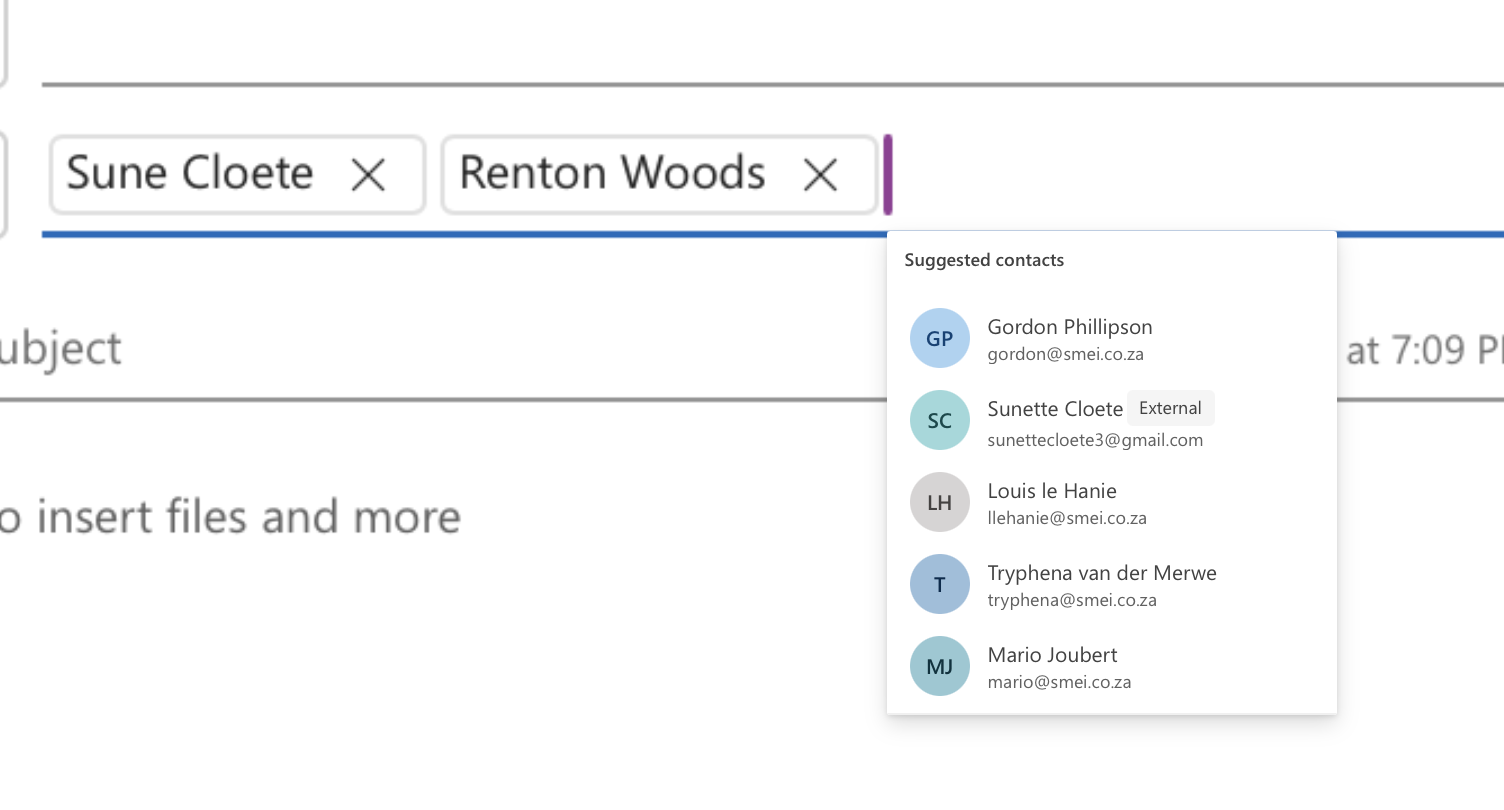 Sune Cloete
Renton Woods
Suggested contacts
GP
Gordon Phillipson
gordon@smei.co.za
ubject
at 7:09 P
SC
Sunette Cloete External
sunettecloete3@gmail.com
LH
Louis le Hanie
llehanie@smei.co.za
o insert files and more
T
Tryphena van der Merwe
tryphena@smei.co.za
MJ
Mario Joubert
mario@smei.co.za